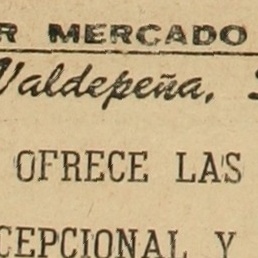 R MERCADO
Valdepeña,
OFRECE LAS
CEPCIONAL Y